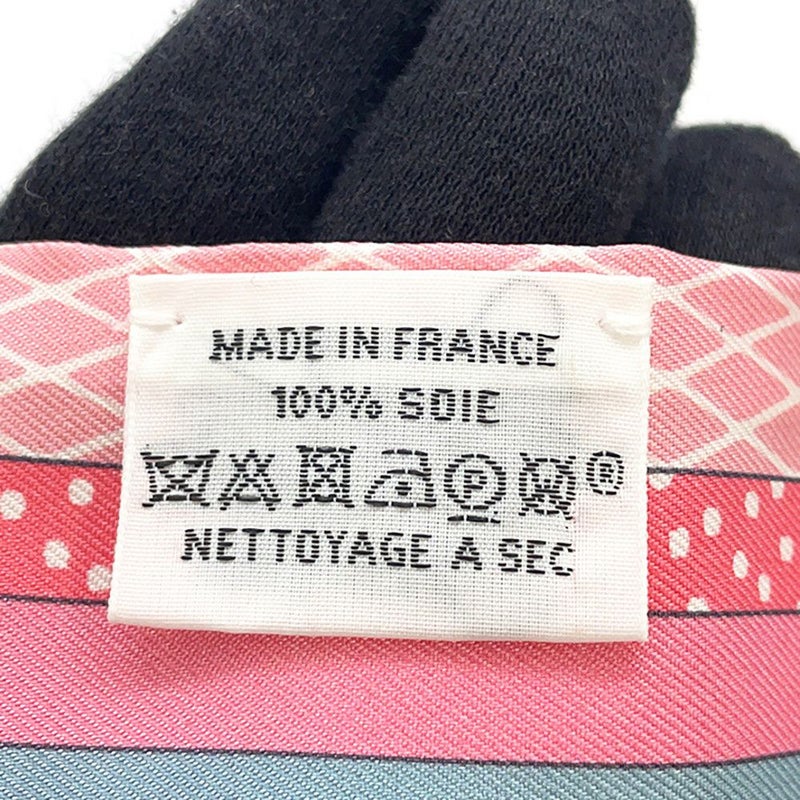 MADE IN FRANCE
100% SOIE
P W ®
NETTOYAGE A SEC